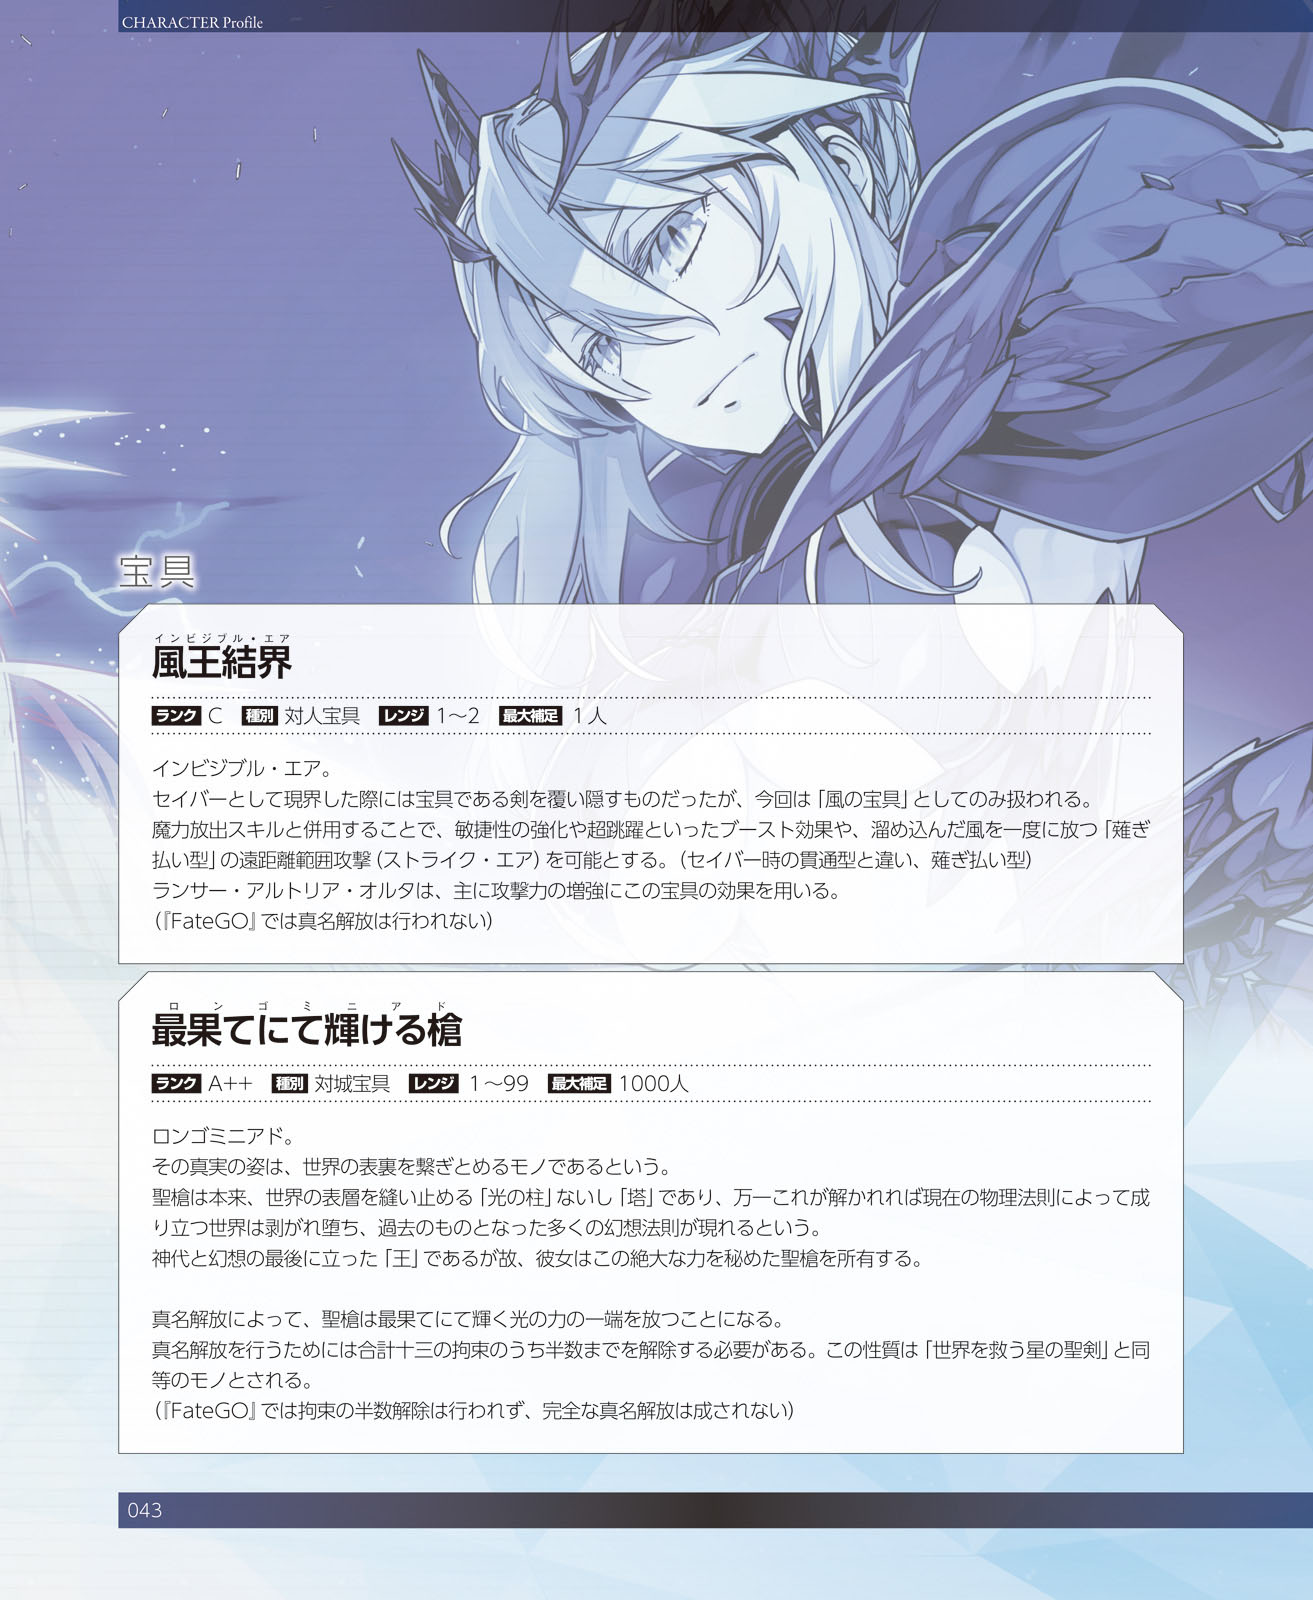 CHARACTER Profile
宝具
インビジブル・エア
風王結界
ランク C 種別 対人宝具 レンジ 1～2 最大補足 1人
インビジブル・エア。
セイバーとして現界した際には宝具である剣を覆い隠すものだったが、今回は「風の宝具」としてのみ扱われる。
魔力放出スキルと併用することで、敏捷性の強化や超跳躍といったブースト効果や、溜め込んだ風を一度に放つ「薙ぎ
払い型」の遠距離範囲攻撃（ストライク・エア）を可能とする。（セイバー時の貫通型と違い、薙ぎ払い型）
ランサー・アルトリア・オルタは、主に攻撃力の増強にこの宝具の効果を用いる。
（『FateGO』では真名解放は行われない）
ロンゴミニアド
最果てにて輝ける槍
ランク A++ 種別 対城宝具 レンジ 1～99 最大補足 1000人
ロンゴミニアド。
その真実の姿は、世界の表裏を繋ぎとめるモノであるという。
聖槍は本来、世界の表層を縫い止める「光の柱」ないし「塔」であり、万一これが解かれれば現在の物理法則によって成
り立つ世界は剥がれ堕ち、過去のものとなった多くの幻想法則が現れるという。
神代と幻想の最後に立った「王」であるが故、彼女はこの絶大な力を秘めた聖槍を所有する。
真名解放によって、聖槍は最果てにて輝く光の力の一端を放つことになる。
真名解放を行うためには合計十三の拘束のうち半数までを解除する必要がある。この性質は「世界を救う星の聖剣」と同
等のモノとされる。
（『FateGO』では拘束の半数解除は行われず、完全な真名解放は成されない）
043